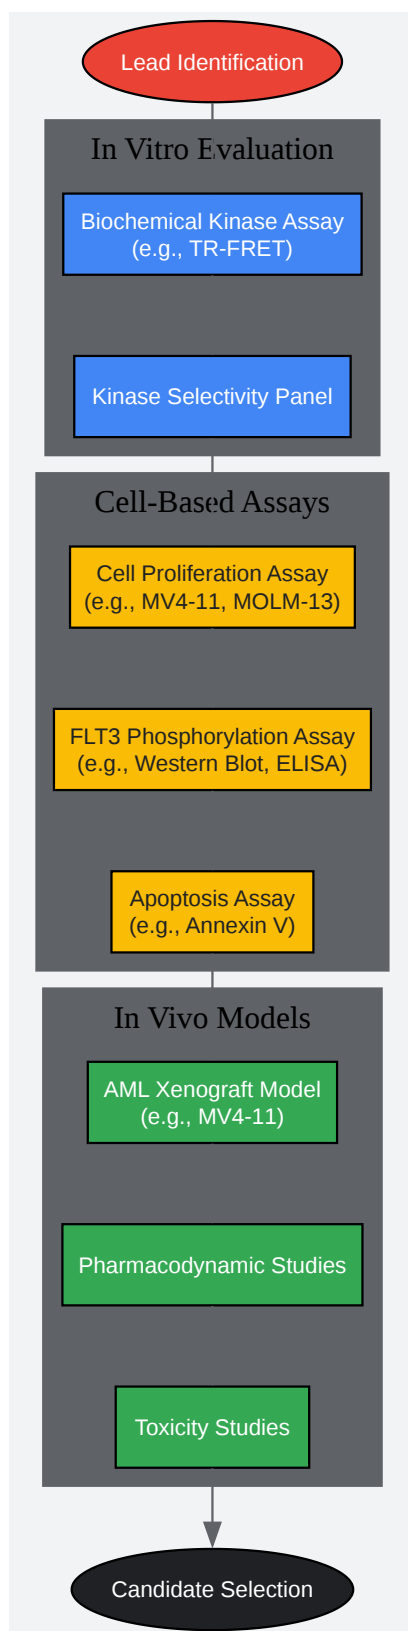 Lead Identification
In Vitro Evaluation
Biochemical Kinase Assay
(e.g., TR-FRET)
Kinase Selectivity Panel
Cell-Based Assays
Cell Proliferation Assay
(e.g., MV4-11, MOLM-13)
FLT3 Phosphorylation Assay
(e.g., Western Blot, ELISA)
Apoptosis Assay
(e.g., Annexin V)
In Vivo Models
AML Xenograft Model
(e.g., MV4-11)
Pharmacodynamic Studies
Toxicity Studies
Candidate Selection